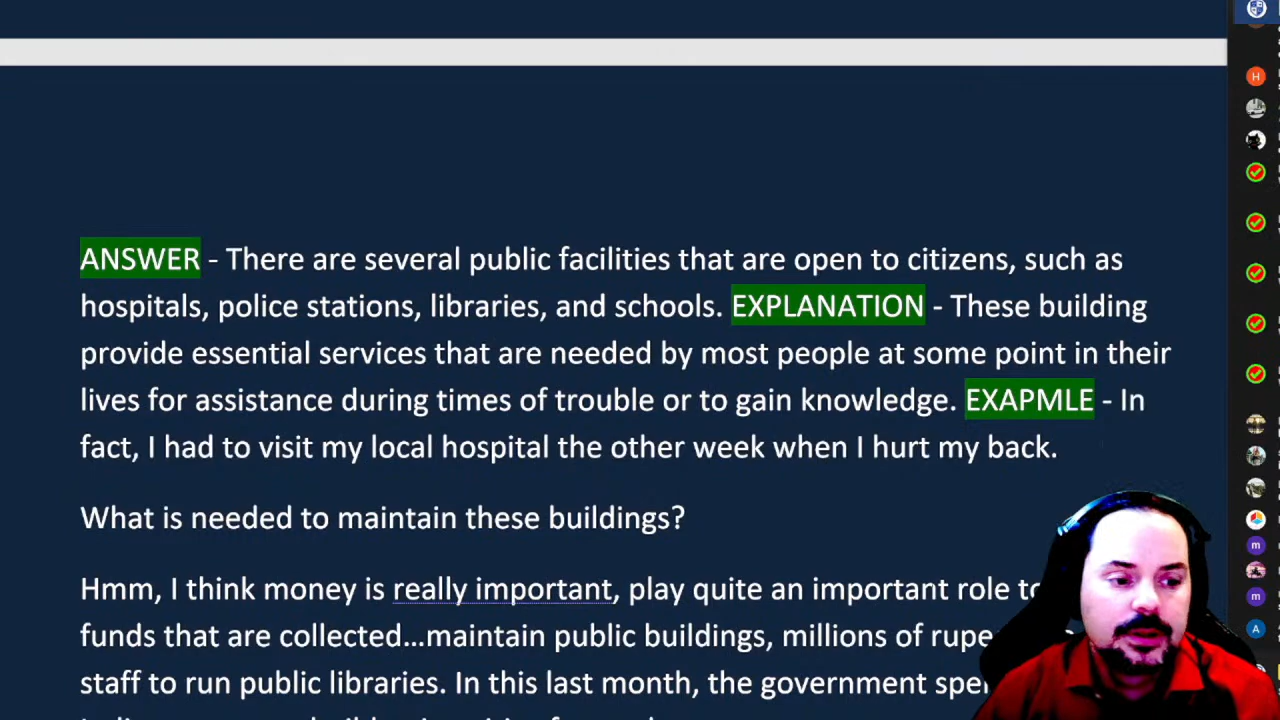 ANSWER - There are several public facilities that are open to citizens, such as
hospitals, police stations, libraries, and schools. EXPLANATION - These building
provide essential services that are needed by most people at some point in their
lives for assistance during times of trouble or to gain knowledge. EXAPMLE - In
fact, I had to visit my local hospital the other week when I hurt my back.
What is needed to maintain these buildings?
Hmm, I think money is really important, play quite an important role
funds that are collected…maintain public buildings, millions of
staff to run public libraries. In this last month, the government
H
m
m
A